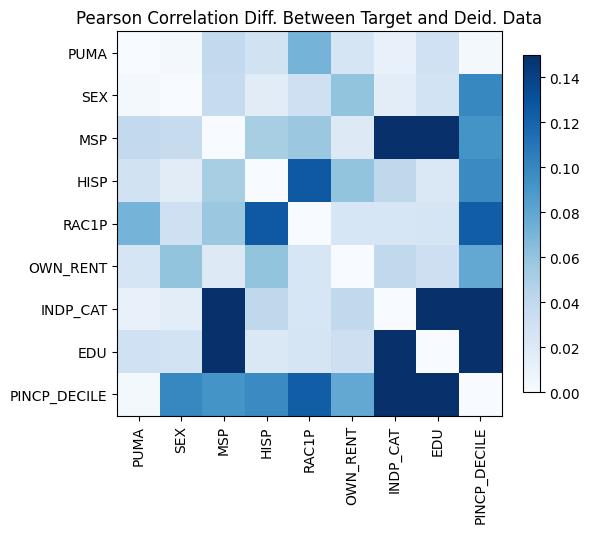 Pearson Correlation Diff. Between Target and Deid. Data
PUMA
SEX
MSP
HISP
RAC1P
OWN_RENT
INDP_CAT
EDU
PINCP_DECILE
PUMA
SEX
MSP
HISP
RAC1P
OWN_RENT
INDP_CAT
EDU
PINCP_DECILE
0.14
0.12
0.10
0.08
0.06
0.04
0.02
0.00